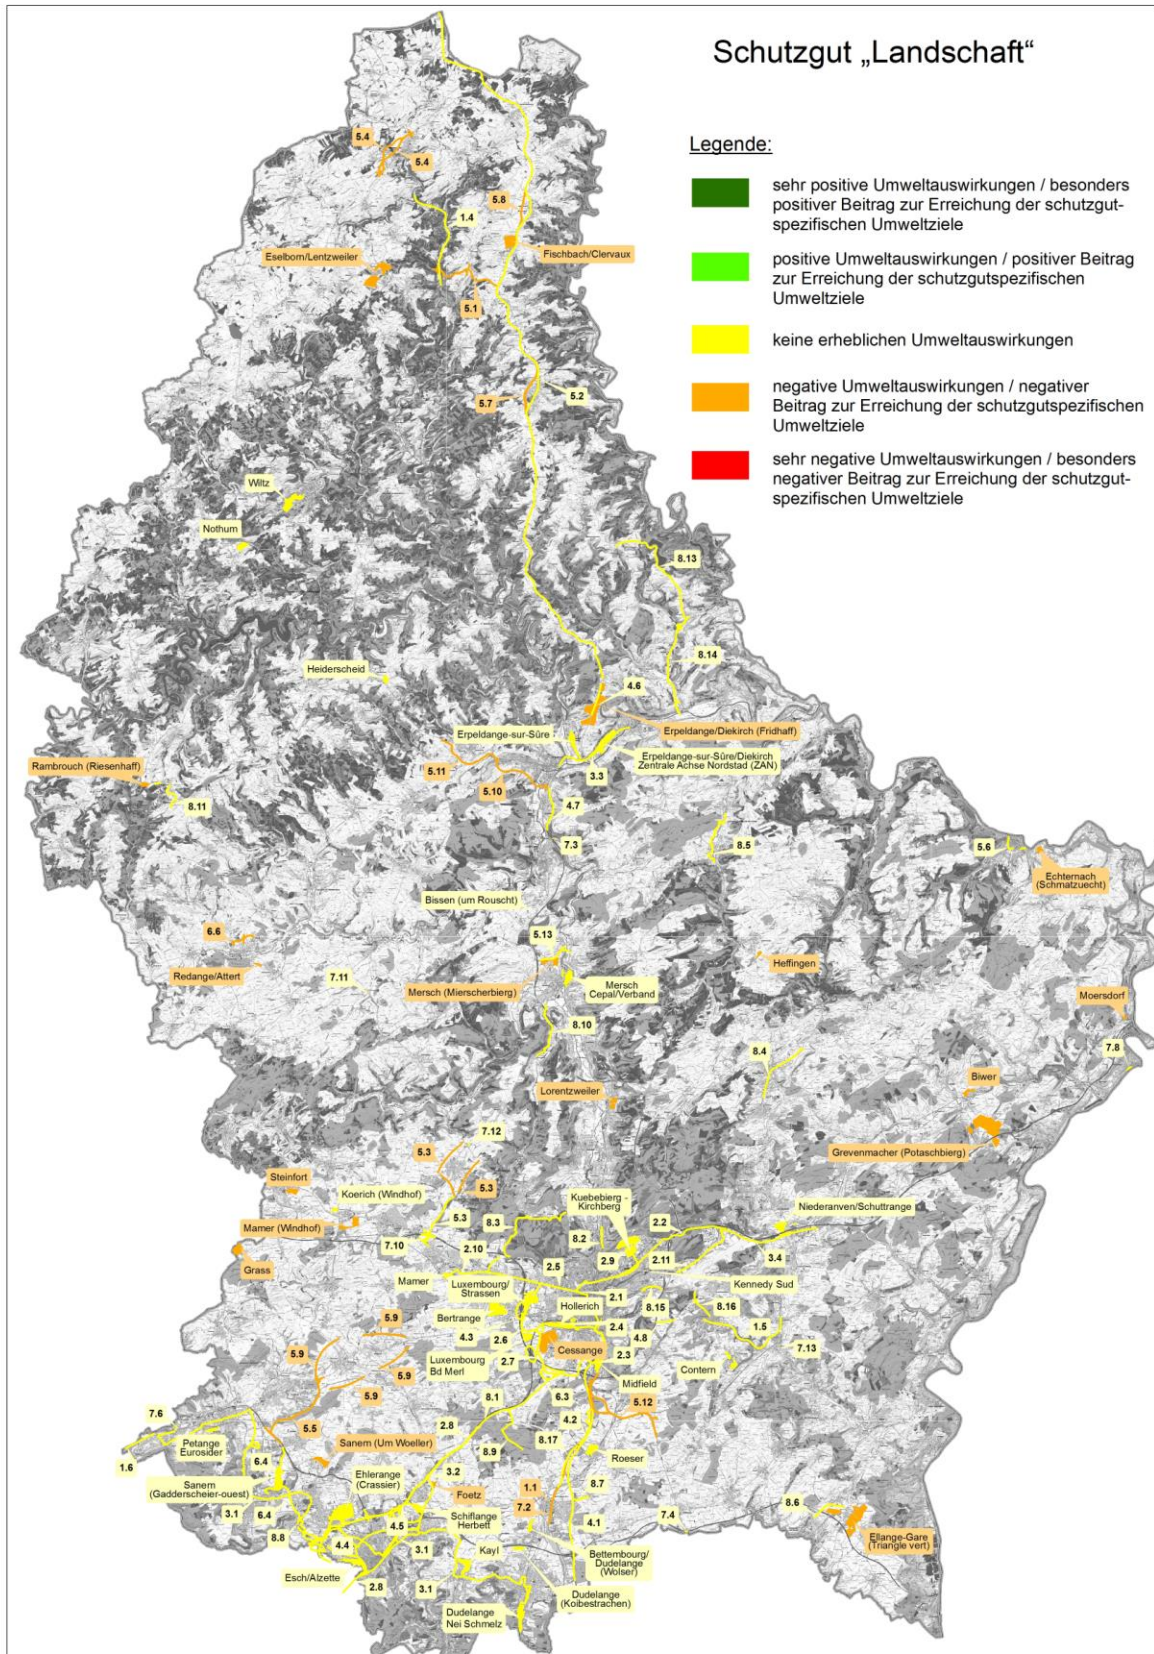 Schutzgut „Landschaft“
Legende:
sehr positive Umweltauswirkungen / besonders
positiver Beitrag zur Erreichung der schutzgut-
spezifischen Umweltziele
positive Umweltauswirkungen / positiver Beitrag
zur Erreichung der schutzgutspezifischen
Umweltziele
keine erheblichen Umweltauswirkungen
negative Umweltauswirkungen / negativer
Beitrag zur Erreichung der schutzgutspezifischen
Umweltziele
sehr negative Umweltauswirkungen / besonders
negativer Beitrag zur Erreichung der schutzgut-
spezifischen Umweltziele
5.4
5.4
5.8
1.4
Eselborn/Lentzweiler
Fischbach/Clervaux
5.1
5.2
5.7
Wiltz
Nothum
8.13
8.14
Heiderscheid
4.6
Erpeldange-sur-Sûre
Erpeldange/Diekirch (Fridhaff)
Erpeldange-sur-Sûre/Diekirch
Zentrale Achse Nordstad (ZAN)
Rambrouch (Riesenhaff)
5.11
3.3
5.10
8.11
4.7
7.3
8.5
5.6
Echternach
(Schmatzuecht)
Bissen (um Rouscht)
6.6
5.13
Redange/Attert
Heffingen
7.11
Mersch (Mierscherbierg)
Mersch
Cepal/Verband
Moersdorf
8.10
7.8
8.4
Biwer
Lorentzweiler
7.12
5.3
Grevenmacher (Potaschbierg)
Steinfort
5.3
Koerich (Windhof)
Kuebebierg -
Kirchberg
Niederanven/Schuttrange
5.3
8.3
2.2
Mamer (Windhof)
8.2
7.10
2.10
2.9
2.11
3.4
Grass
2.5
Mamer
Luxembourg/
Strassen
Kennedy Sud
2.1
Hollerich
8.15
8.16
Bertrange
2.4
1.5
5.9
4.3
2.6
4.8
7.13
5.9
Cessange
2.3
Luxembourg
Bd Merl
2.7
5.9
Contern
Midfield
5.9
8.1
6.3
5.12
7.6
5.5
2.8
4.2
Petange
Eurosider
Sanem (Um Woeller)
8.9
8.17
6.4
Roeser
1.6
Ehlerange
(Crassier)
3.2
Sanem
(Gadderscheier-ouest)
1.1
8.7
Foetz
7.2
3.1
6.4
Schiflange
Herbett
4.1
7.4
8.6
8.8
4.5
Ellange-Gare
(Triangle vert)
4.4
3.1
Kayl
Bettembourg/
Dudelange
(Wolser)
Esch/Alzette
2.8
3.1
Dudelange
(Koibestrachen)
Dudelange
Nei Schmelz